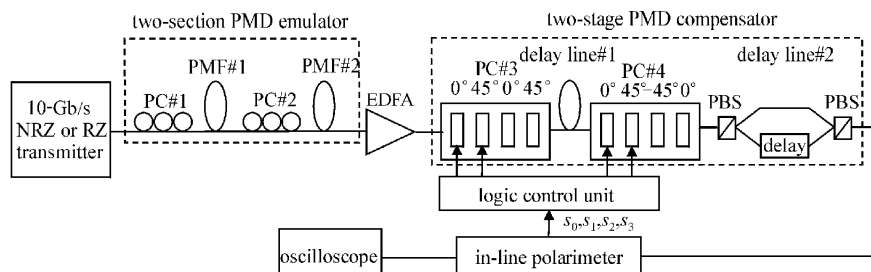 two-section PMD emulator
two-stage PMD compensator
PMF#1
PMF#2
delay line#1
delay line#2
PC#1
PC#2
EDFA
PC#3
0° 45° 0° 45°
PC#4
0° 45°-45°0°
PBS
PBS
10-Gb/s
NRZ or RZ
transmitter
delay
logic control unit
s0,s1,s2,s3
oscilloscope
in-line polarimeter